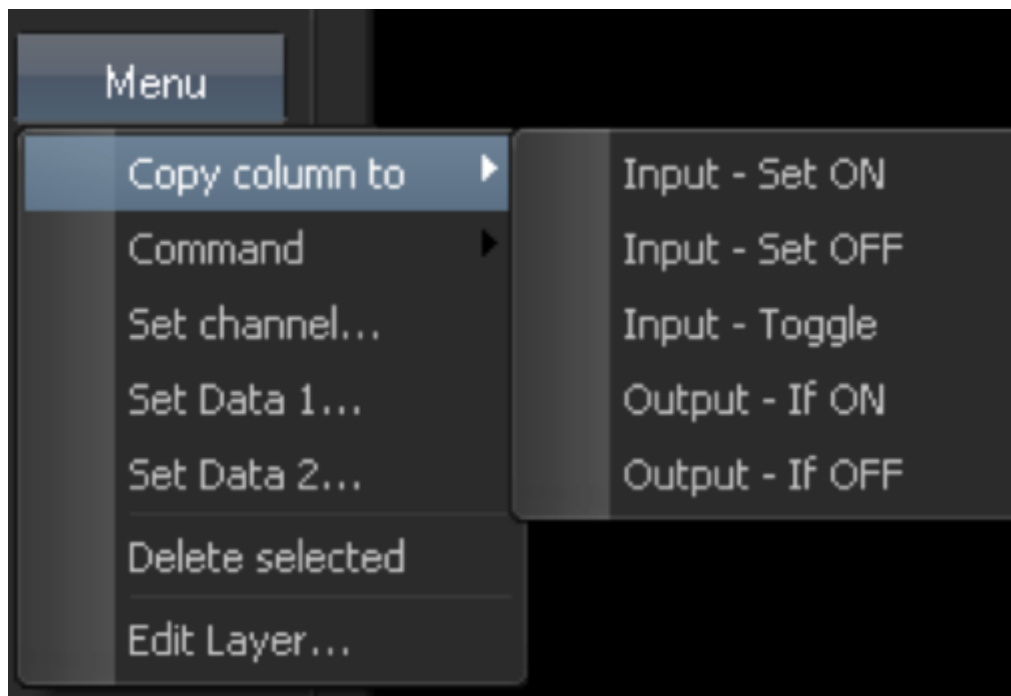 Menu
Copy column to
Command
Set channel...
Set Data 1...
Set Data 2...
Delete selected
Edit Layer...
Input - Set ON
Input - Set OFF
Input - Toggle
Output - If ON
Output - If OFF